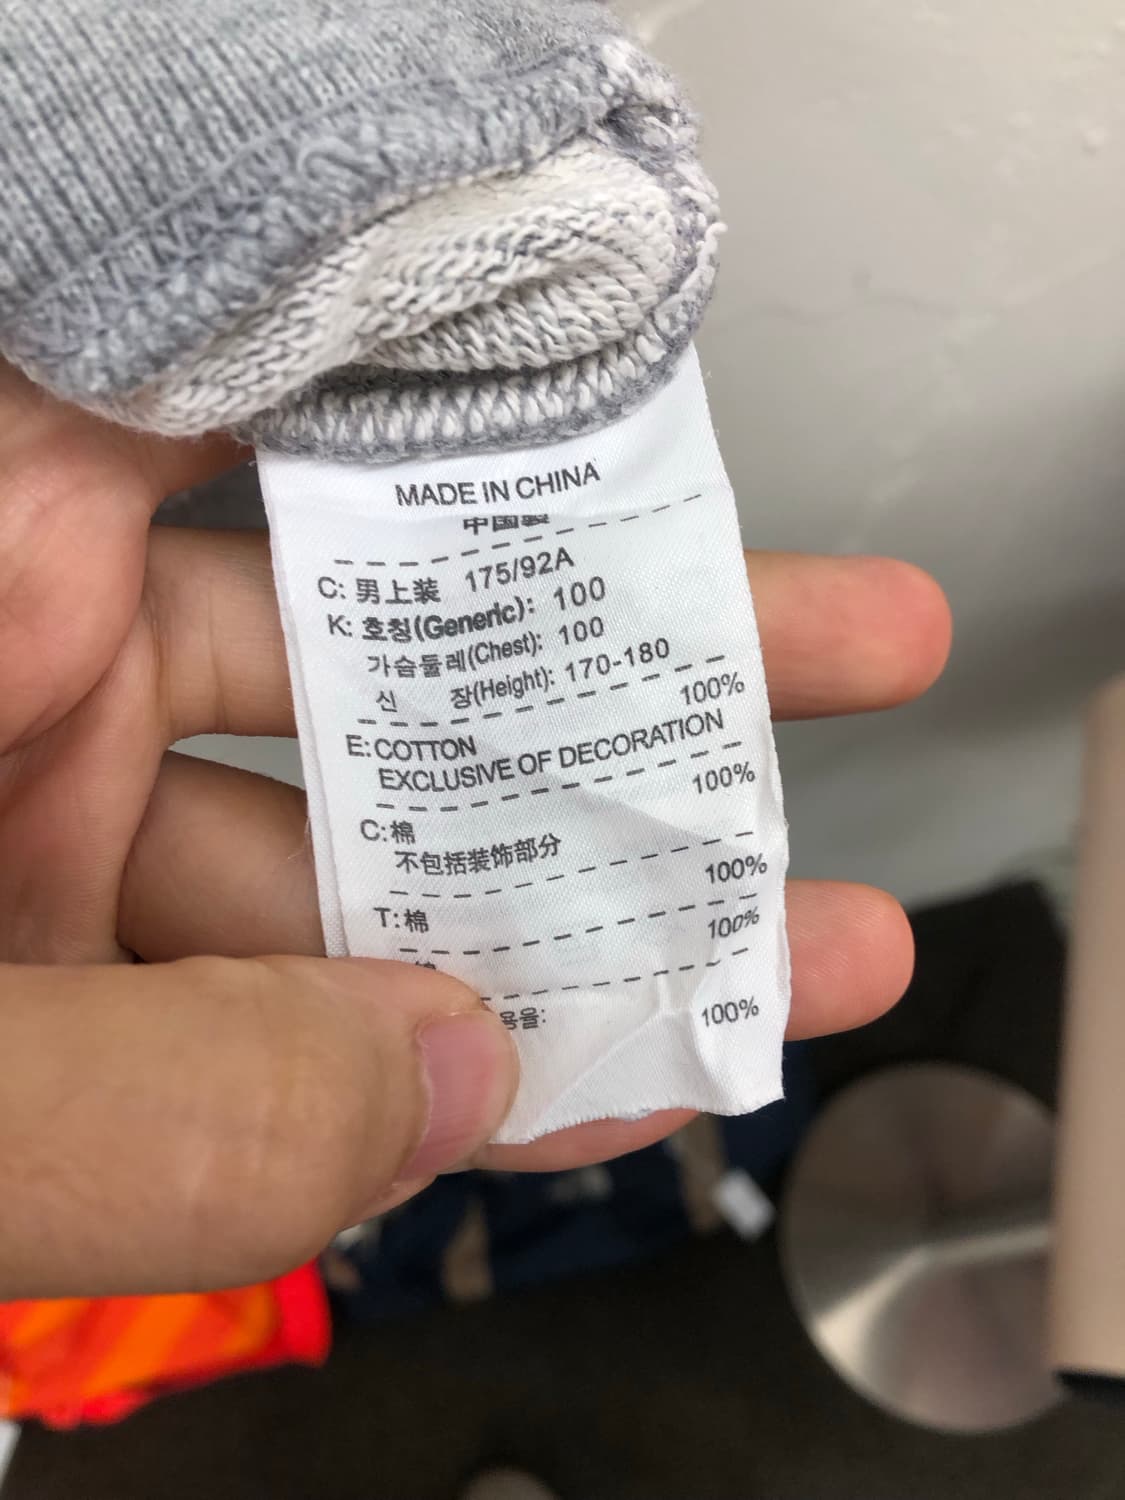 MADE IN CHINA
中国製
C: 男上装 175/92A
K: 호칭(Generic): 100
가슴둘레(Chest): 100
신 장(Height): 170-180
E: COTTON 100%
EXCLUSIVE OF DECORATION
C: 棉 100%
不包括装饰部分
T: 棉 100%
100%
용율: 100%